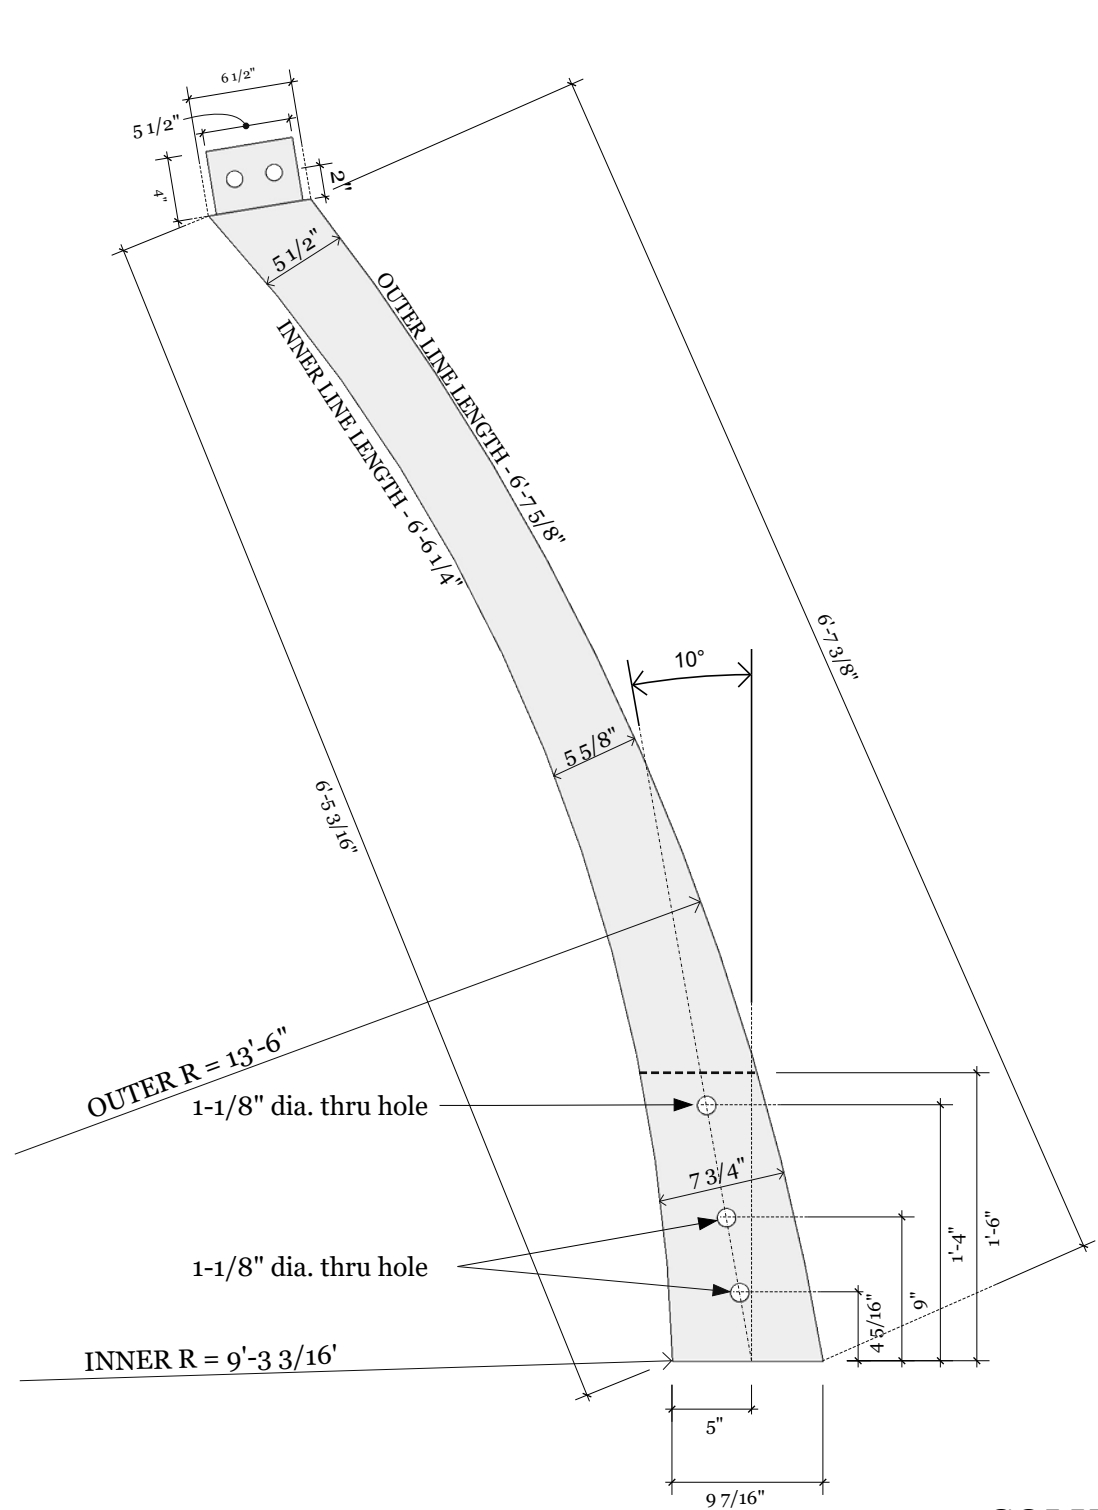 6 1/2"
5 1/2"
4"
2"
5 1/2"
OUTER LINE LENGTH - 6'-7 5/8"
INNER LINE LENGTH - 6'-6 1/4"
6'-7 3/8"
10°
5 5/8"
6'-5 3/16"
OUTER R = 13'-6"
1-1/8" dia. thru hole
7 3/4"
1'-4"
1'-6"
1-1/8" dia. thru hole
9"
4 5/16"
INNER R = 9'-3 3/16'
5"
9 7/16"